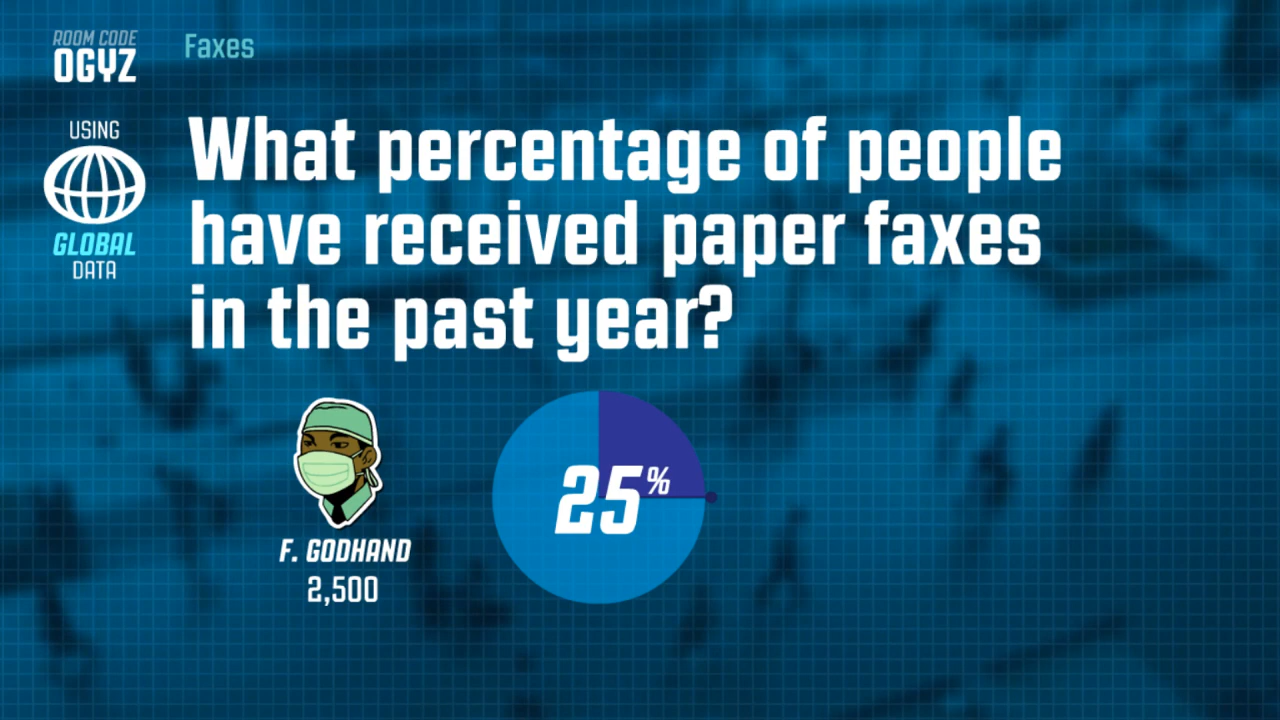 ROOM CODE
OGYZ
Faxes
USING
GLOBAL
DATA
What percentage of people
have received paper faxes
in the past year?
25%
F. GODHAND
2,500